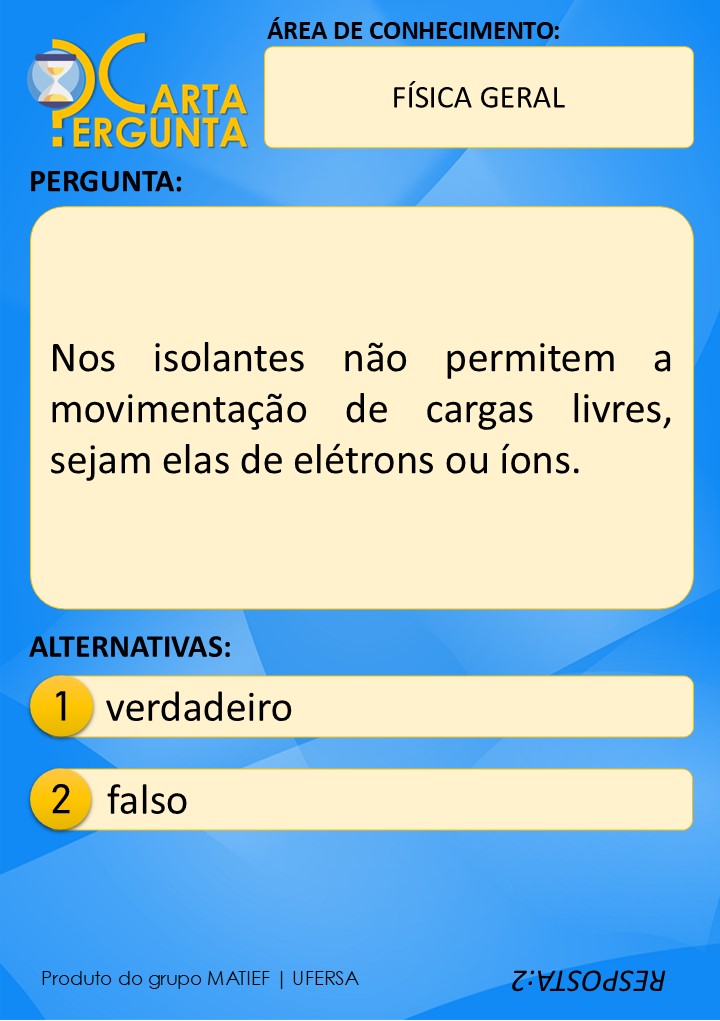 ÁREA DE CONHECIMENTO:
CARTA
PERGUNTA
FÍSICA GERAL
PERGUNTA:
Nos isolantes não permitem a
movimentação de cargas livres,
sejam elas de elétrons ou íons.
ALTERNATIVAS:
1 verdadeiro
2 falso
Produto do grupo MATIEF | UFERSA
RESPOSTA:2